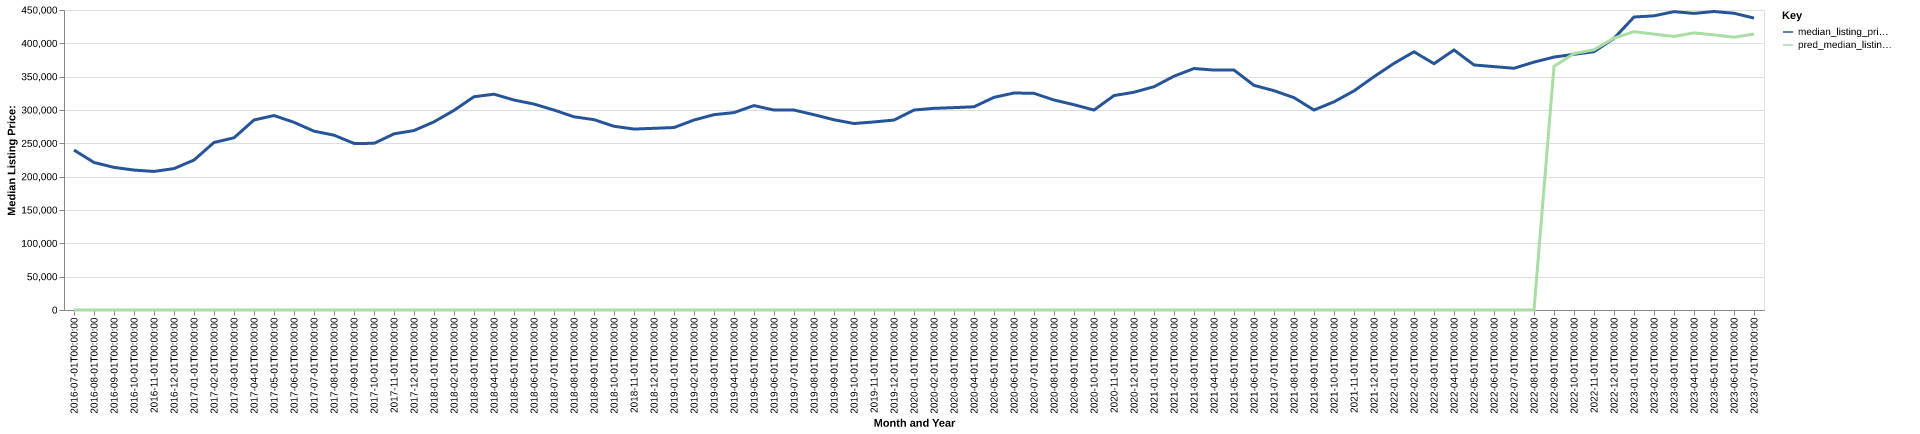 450,000
400,000
350,000
300,000
250,000
200,000
150,000
100,000
50,000
0
Median Listing Price:
2016-07-01T00:00:00
2016-08-01T00:00:00
2016-09-01T00:00:00
2016-10-01T00:00:00
2016-11-01T00:00:00
2016-12-01T00:00:00
2017-01-01T00:00:00
2017-02-01T00:00:00
2017-03-01T00:00:00
2017-04-01T00:00:00
2017-05-01T00:00:00
2017-06-01T00:00:00
2017-07-01T00:00:00
2017-08-01T00:00:00
2017-09-01T00:00:00
2017-10-01T00:00:00
2017-11-01T00:00:00
2017-12-01T00:00:00
2018-01-01T00:00:00
2018-02-01T00:00:00
2018-03-01T00:00:00
2018-04-01T00:00:00
2018-05-01T00:00:00
2018-06-01T00:00:00
2018-07-01T00:00:00
2018-08-01T00:00:00
2018-09-01T00:00:00
2018-10-01T00:00:00
2018-11-01T00:00:00
2018-12-01T00:00:00
2019-01-01T00:00:00
2019-02-01T00:00:00
2019-03-01T00:00:00
2019-04-01T00:00:00
2019-05-01T00:00:00
2019-06-01T00:00:00
2019-07-01T00:00:00
2019-08-01T00:00:00
2019-09-01T00:00:00
2019-10-01T00:00:00
2019-11-01T00:00:00
2019-12-01T00:00:00
2020-01-01T00:00:00
2020-02-01T00:00:00
2020-03-01T00:00:00
2020-04-01T00:00:00
2020-05-01T00:00:00
2020-06-01T00:00:00
2020-07-01T00:00:00
2020-08-01T00:00:00
2020-09-01T00:00:00
2020-10-01T00:00:00
2020-11-01T00:00:00
2020-12-01T00:00:00
2021-01-01T00:00:00
2021-02-01T00:00:00
2021-03-01T00:00:00
2021-04-01T00:00:00
2021-05-01T00:00:00
2021-06-01T00:00:00
2021-07-01T00:00:00
2021-08-01T00:00:00
2021-09-01T00:00:00
2021-10-01T00:00:00
2021-11-01T00:00:00
2021-12-01T00:00:00
2022-01-01T00:00:00
2022-02-01T00:00:00
2022-03-01T00:00:00
2022-04-01T00:00:00
2022-05-01T00:00:00
2022-06-01T00:00:00
2022-07-01T00:00:00
2022-08-01T00:00:00
2022-09-01T00:00:00
2022-10-01T00:00:00
2022-11-01T00:00:00
2022-12-01T00:00:00
2023-01-01T00:00:00
2023-02-01T00:00:00
2023-03-01T00:00:00
2023-04-01T00:00:00
2023-05-01T00:00:00
2023-06-01T00:00:00
2023-07-01T00:00:00
Month and Year
Key
median_listing_pri…
pred_median_listin…